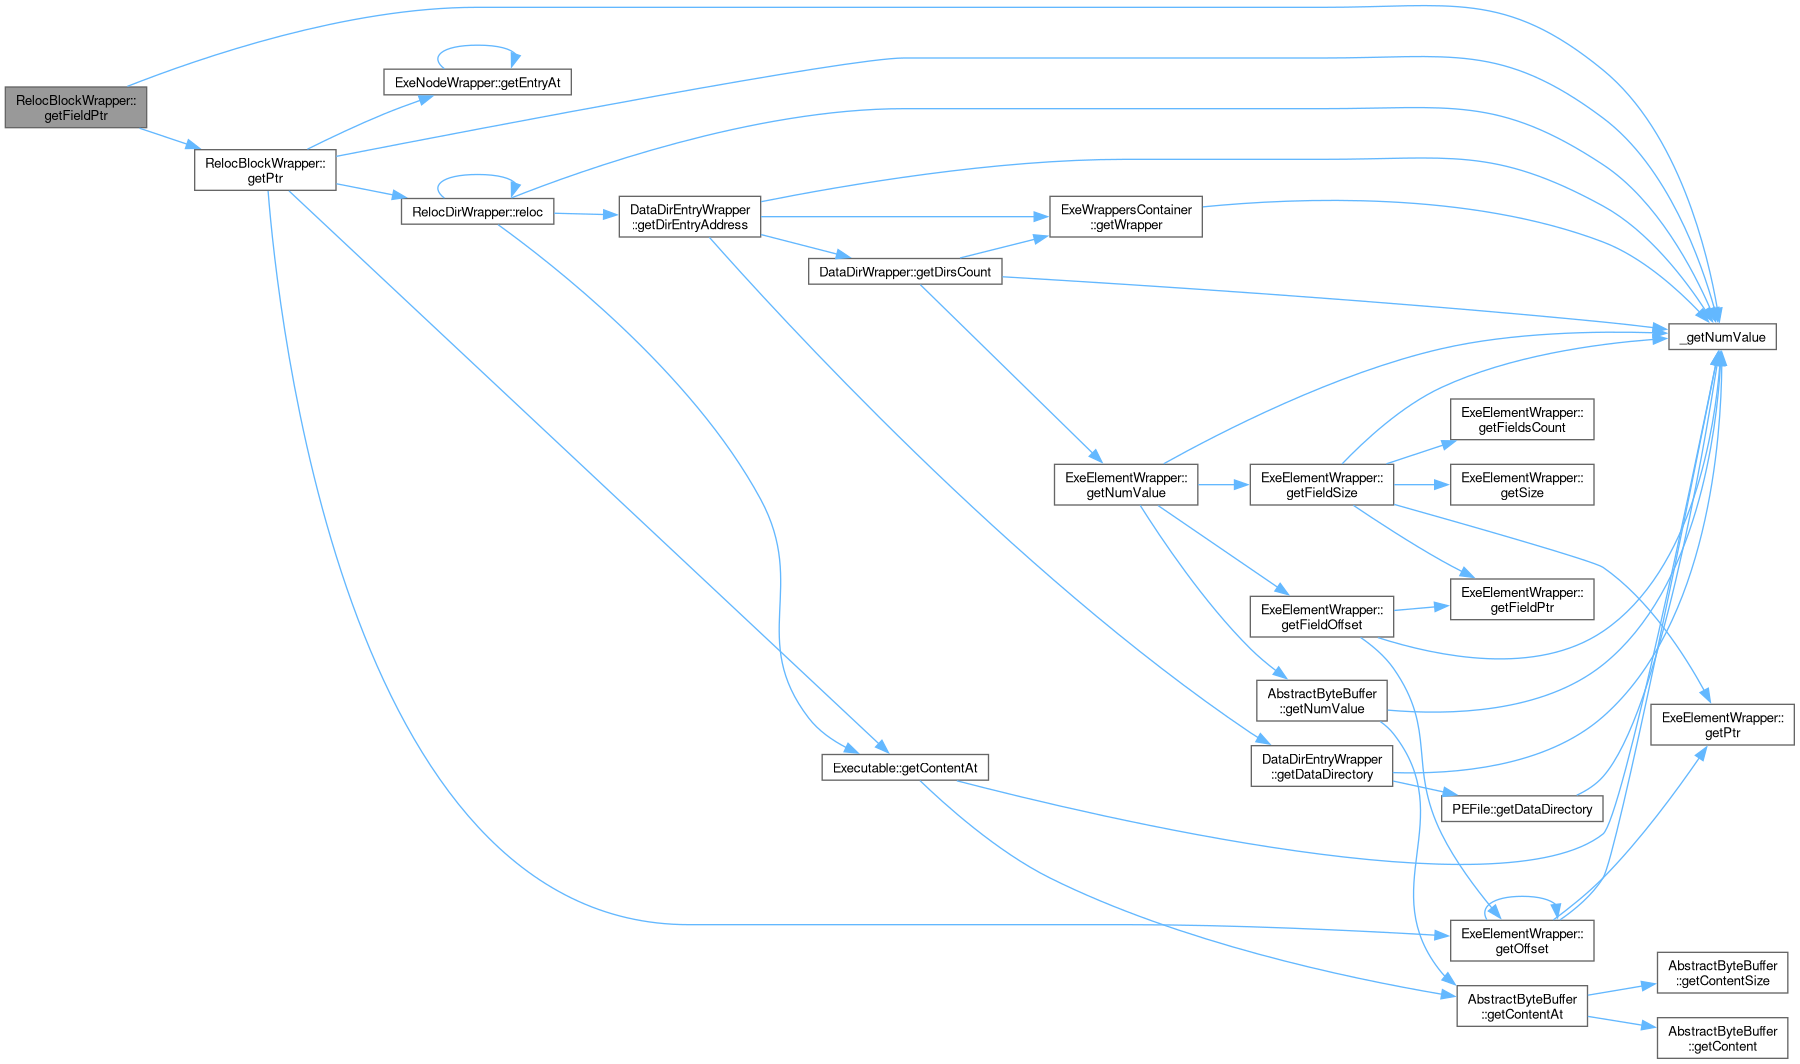 RelocBlockWrapper::
getFieldPtr
RelocBlockWrapper::
getPtr
ExeNodeWrapper::getEntryAt
RelocDirWrapper::reloc
DataDirEntryWrapper
::getDirEntryAddress
DataDirWrapper::getDirsCount
ExeWrappersContainer
::getWrapper
_getNumValue
ExeElementWrapper::
getNumValue
ExeElementWrapper::
getFieldSize
ExeElementWrapper::
getFieldsCount
ExeElementWrapper::
getSize
ExeElementWrapper::
getFieldPtr
ExeElementWrapper::
getFieldOffset
AbstractByteBuffer
::getNumValue
ExeElementWrapper::
getPtr
Executable::getContentAt
DataDirEntryWrapper
::getDataDirectory
PEFile::getDataDirectory
ExeElementWrapper::
getOffset
AbstractByteBuffer
::getContentAt
AbstractByteBuffer
::getContentSize
AbstractByteBuffer
::getContent